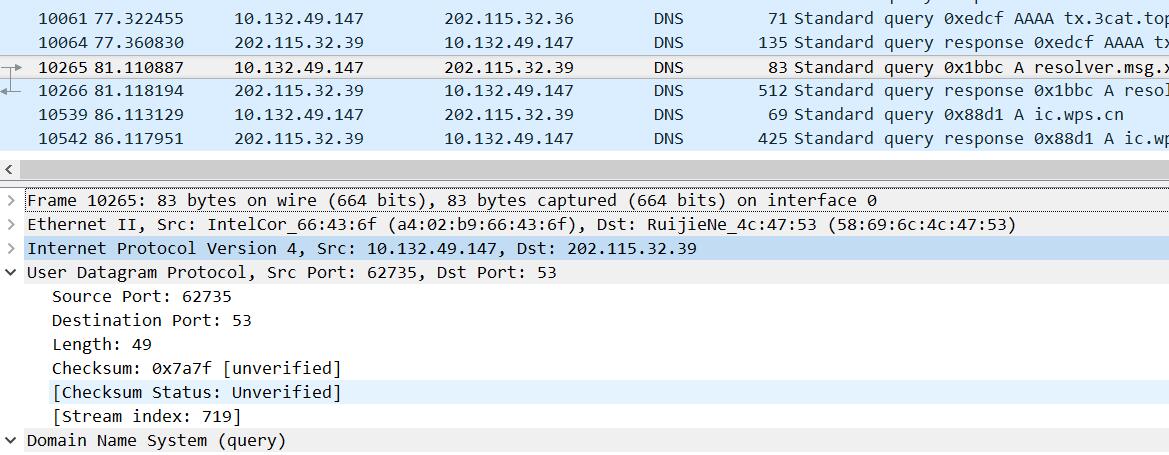 10061 77.322455 10.132.49.147 202.115.32.36 DNS 71 Standard query 0xedcf AAAA tx.3cat.top
10064 77.360830 202.115.32.39 10.132.49.147 DNS 135 Standard query response 0xedcf AAAA tx
10265 81.110887 10.132.49.147 202.115.32.39 DNS 83 Standard query 0x1bbc A resolver.msg.x
10266 81.118194 202.115.32.39 10.132.49.147 DNS 512 Standard query response 0x1bbc A resol
10539 86.113129 10.132.49.147 202.115.32.39 DNS 69 Standard query 0x88d1 A ic.wps.cn
10542 86.117951 202.115.32.39 10.132.49.147 DNS 425 Standard query response 0x88d1 A ic.wp
Frame 10265: 83 bytes on wire (664 bits), 83 bytes captured (664 bits) on interface 0
Ethernet II, Src: IntelCor_66:43:6f (a4:02:b9:66:43:6f), Dst: RuijieNe_4c:47:53 (58:69:6c:4c:47:53)
Internet Protocol Version 4, Src: 10.132.49.147, Dst: 202.115.32.39
User Datagram Protocol, Src Port: 62735, Dst Port: 53
Source Port: 62735
Destination Port: 53
Length: 49
Checksum: 0x7a7f [unverified]
[Checksum Status: Unverified]
[Stream index: 719]
Domain Name System (query)